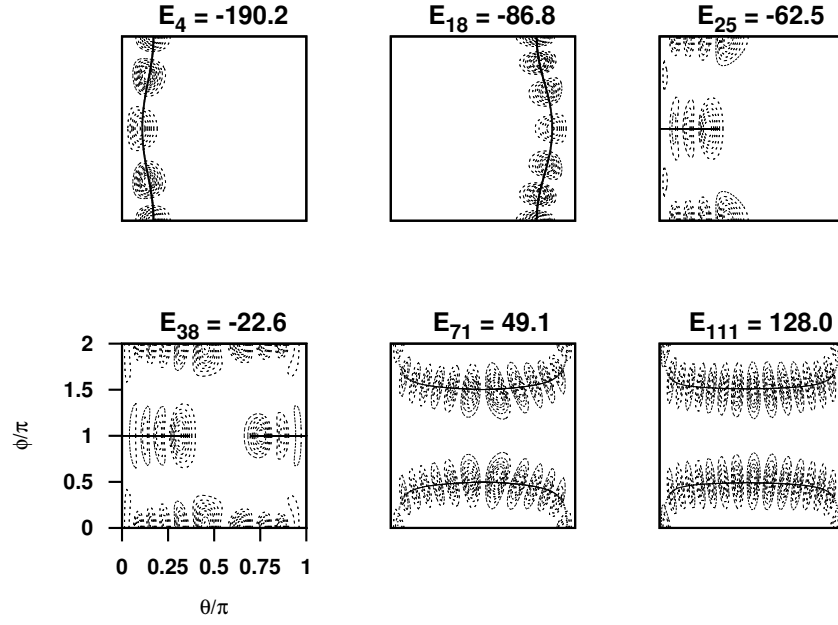 E4 = -190.2
E18 = -86.8
E25 = -62.5
E38 = -22.6
E71 = 49.1
E111 = 128.0
2
1.5
1
0.5
0
ϕ/π
0 0.25 0.5 0.75 1
θ/π